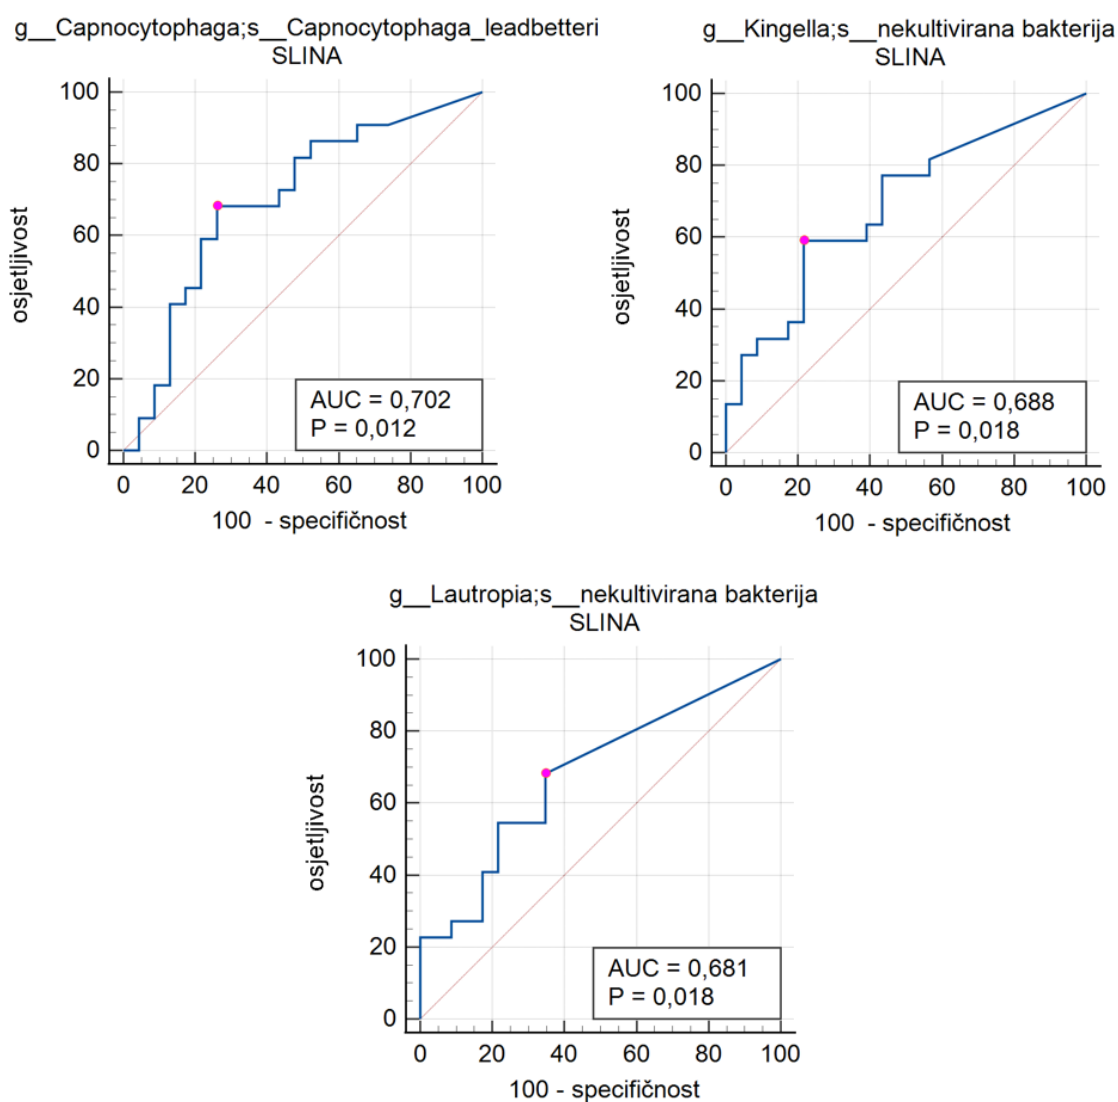 g__Capnocytophaga;s__Capnocytophaga_leadbetteri
SLINA
osjetljivost
100
80
60
40
20
0
AUC = 0,702
P = 0,012
0 20 40 60 80 100
100 - specifičnost
g__Kingella;s__nekultivirana bakterija
SLINA
osjetljivost
100
80
60
40
20
0
AUC = 0,688
P = 0,018
0 20 40 60 80 100
100 - specifičnost
g__Lautropia;s__nekultivirana bakterija
SLINA
osjetljivost
100
80
60
40
20
0
AUC = 0,681
P = 0,018
0 20 40 60 80 100
100 - specifičnost